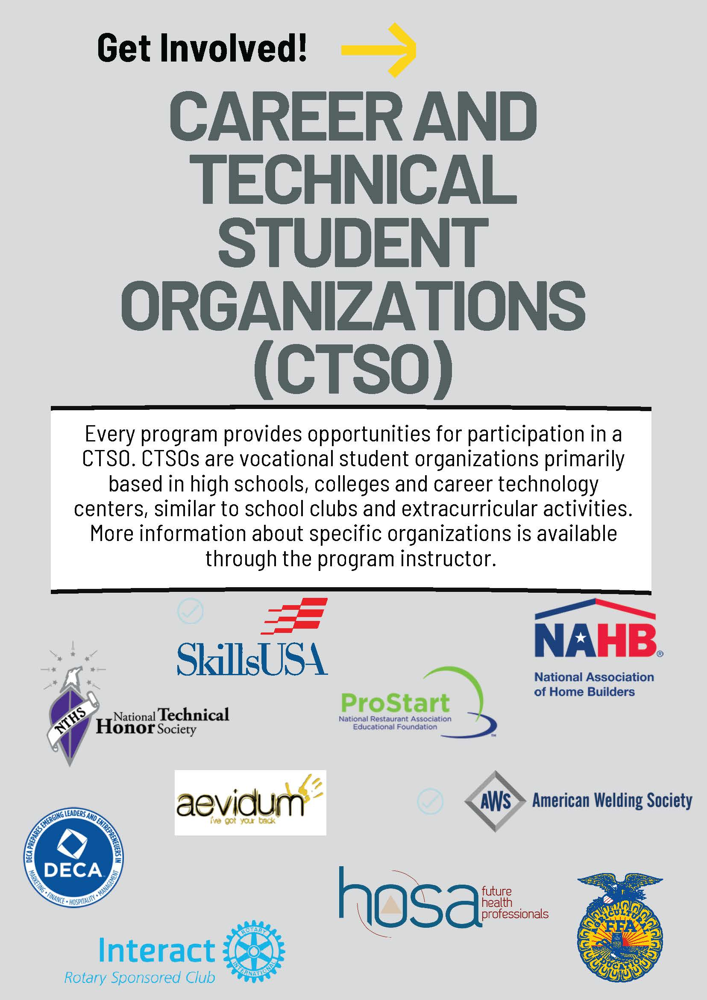 Get Involved!
CAREER AND
TECHNICAL
STUDENT
ORGANIZATIONS
(CTSO)
Every program provides opportunities for participation in a
CTSO. CTSOs are vocational student organizations primarily
based in high schools, colleges and career technology
centers, similar to school clubs and extracurricular activities.
More information about specific organizations is available
through the program instructor.
SkillsUSA
NAHB®
National Association
of Home Builders
NTHS
National Technical
Honor Society
ProStart
National Restaurant Association
Educational Foundation
TM
aevidum
i've got your back
AWS
American Welding Society
DECA PREPARES EMERGING LEADERS AND ENTREPRENEUERS IN
DECA
MARKETING • FINANCE • HOSPITALITY • MANAGEMENT
hosa
future
health
professionals
AGRICULTURAL
FFA
EDUCATION
Interact
Rotary Sponsored Club
ROTARY
INTERNATIONAL